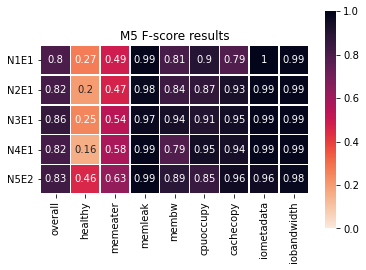 M5 F-score results
N1E1 0.8 0.27 0.49 0.99 0.81 0.9 0.79 1 0.99
N2E1 0.82 0.2 0.47 0.98 0.84 0.87 0.93 0.99 0.99
N3E1 0.86 0.25 0.54 0.97 0.94 0.91 0.95 0.99 0.99
N4E1 0.82 0.16 0.58 0.99 0.79 0.95 0.94 0.99 0.99
N5E2 0.83 0.46 0.63 0.99 0.89 0.85 0.96 0.96 0.98
overall
healthy
memeater
memleak
membw
cpuoccupy
cachecopy
iometadata
iobandwidth
1.0
0.8
0.6
0.4
0.2
0.0